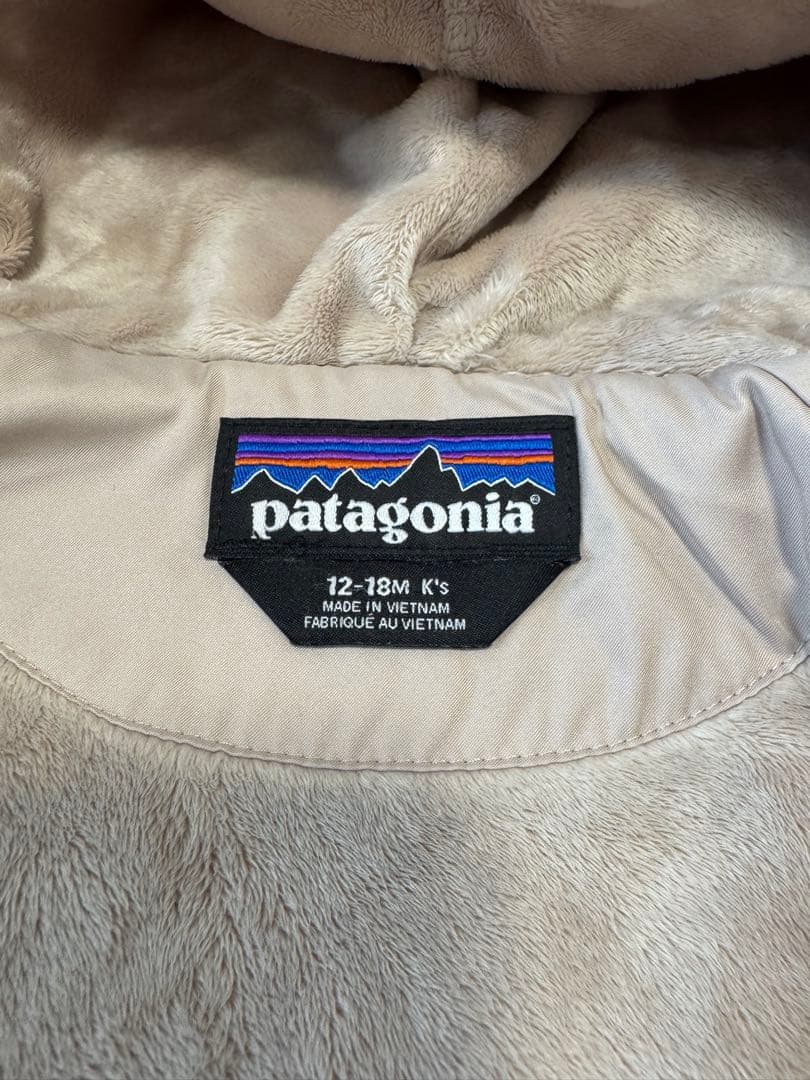 patagonia®
12-18M K's
MADE IN VIETNAM
FABRIQUÉ AU VIETNAM